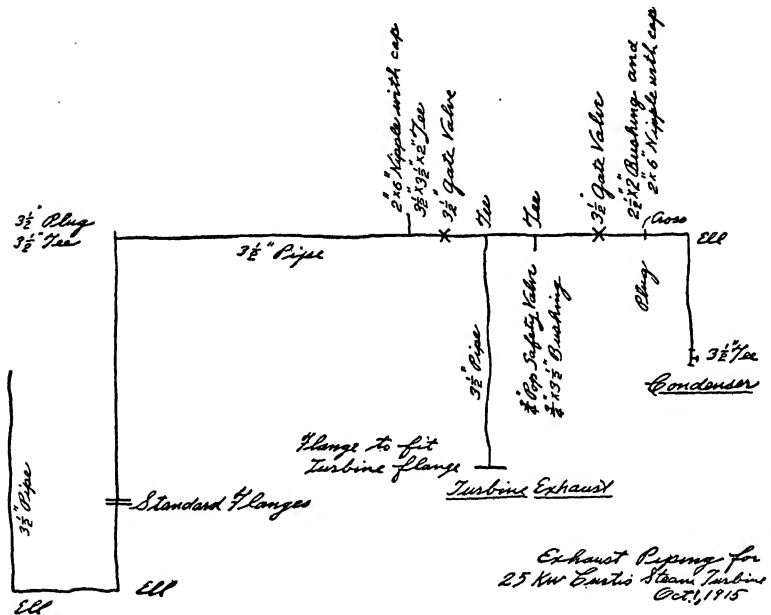 2"x6" Nipple with cap
3½"x3½"x2" Tee
3½" Gate Valve
Tee
Tee
3½" Gate Valve
2½"x2" Bushing and
2"x6" Nipple with cap
Cross
3½" Plug
3½" Tee
3½" Pipe
Ell
Plug
3½" Pipe
¾" Pop Safety Valve
¾"x3½" Bushing
3½" Tee
Condenser
Flange to fit
Turbine flange
Turbine Exhaust
3½" Pipe
Standard Flanges
Ell
Ell
Exhaust Piping for
25 KW Curtis Steam Turbine
Oct. 1, 1915